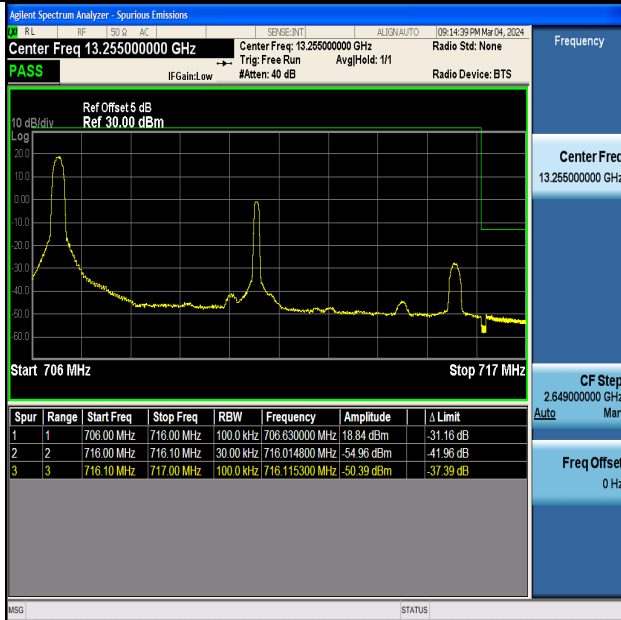 Agilent Spectrum Analyzer - Spurious Emissions
LXI RL RF 50 Ω AC SENSE:INT ALIGN AUTO 09:14:39 PM Mar 04, 2024
Center Freq 13.255000000 GHz
Center Freq: 13.255000000 GHz
Radio Std: None
Trig: Free Run Avg|Hold: 1/1
PASS
IFGain:Low
#Atten: 40 dB
Radio Device: BTS
Ref Offset 5 dB
10 dB/div Ref 30.00 dBm
Log
20.0
10.0
0.00
-10.0
-20.0
-30.0
-40.0
-50.0
-60.0
Start 706 MHz Stop 717 MHz
Spur Range Start Freq Stop Freq RBW Frequency Amplitude Δ Limit
1 1 706.00 MHz 716.00 MHz 100.0 kHz 706.630000 MHz 18.84 dBm -31.16 dB
2 2 716.00 MHz 716.10 MHz 30.00 kHz 716.014800 MHz -54.96 dBm -41.96 dB
3 3 716.10 MHz 717.00 MHz 100.0 kHz 716.115300 MHz -50.39 dBm -37.39 dB
Frequency
Center Freq
13.255000000 GHz
CF Step
2.649000000 GHz
Auto Man
Freq Offset
0 Hz
MSG STATUS